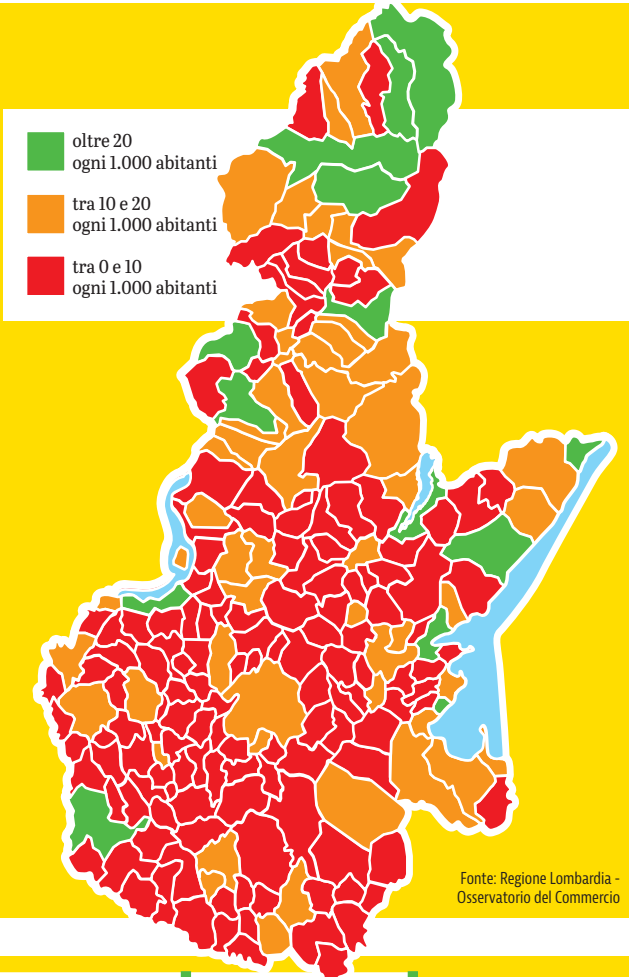 oltre 20
ogni 1.000 abitanti
tra 10 e 20
ogni 1.000 abitanti
tra 0 e 10
ogni 1.000 abitanti
Fonte: Regione Lombardia -
Osservatorio del Commercio